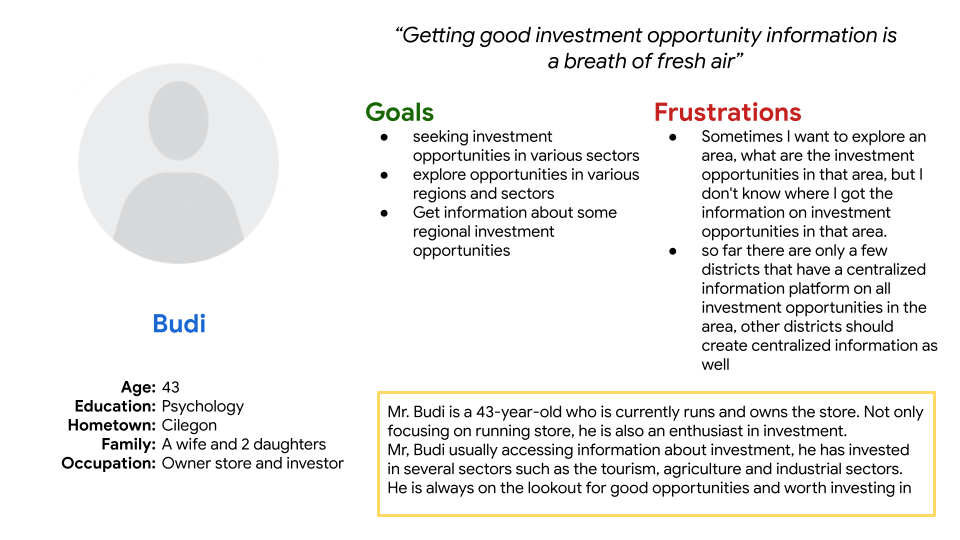 “Getting good investment opportunity information is
a breath of fresh air”
Goals
● seeking investment
opportunities in various sectors
● explore opportunities in various
regions and sectors
● Get information about some
regional investment
opportunities
Frustrations
● Sometimes I want to explore an
area, what are the investment
opportunities in that area, but I
don't know where I got the
information on investment
opportunities in that area.
● so far there are only a few
districts that have a centralized
information platform on all
investment opportunities in the
area, other districts should
create centralized information as
well
Budi
Age: 43
Education: Psychology
Hometown: Cilegon
Family: A wife and 2 daughters
Occupation: Owner store and investor
Mr. Budi is a 43-year-old who is currently runs and owns the store. Not only
focusing on running store, he is also an enthusiast in investment.
Mr, Budi usually accessing information about investment, he has invested
in several sectors such as the tourism, agriculture and industrial sectors.
He is always on the lookout for good opportunities and worth investing in